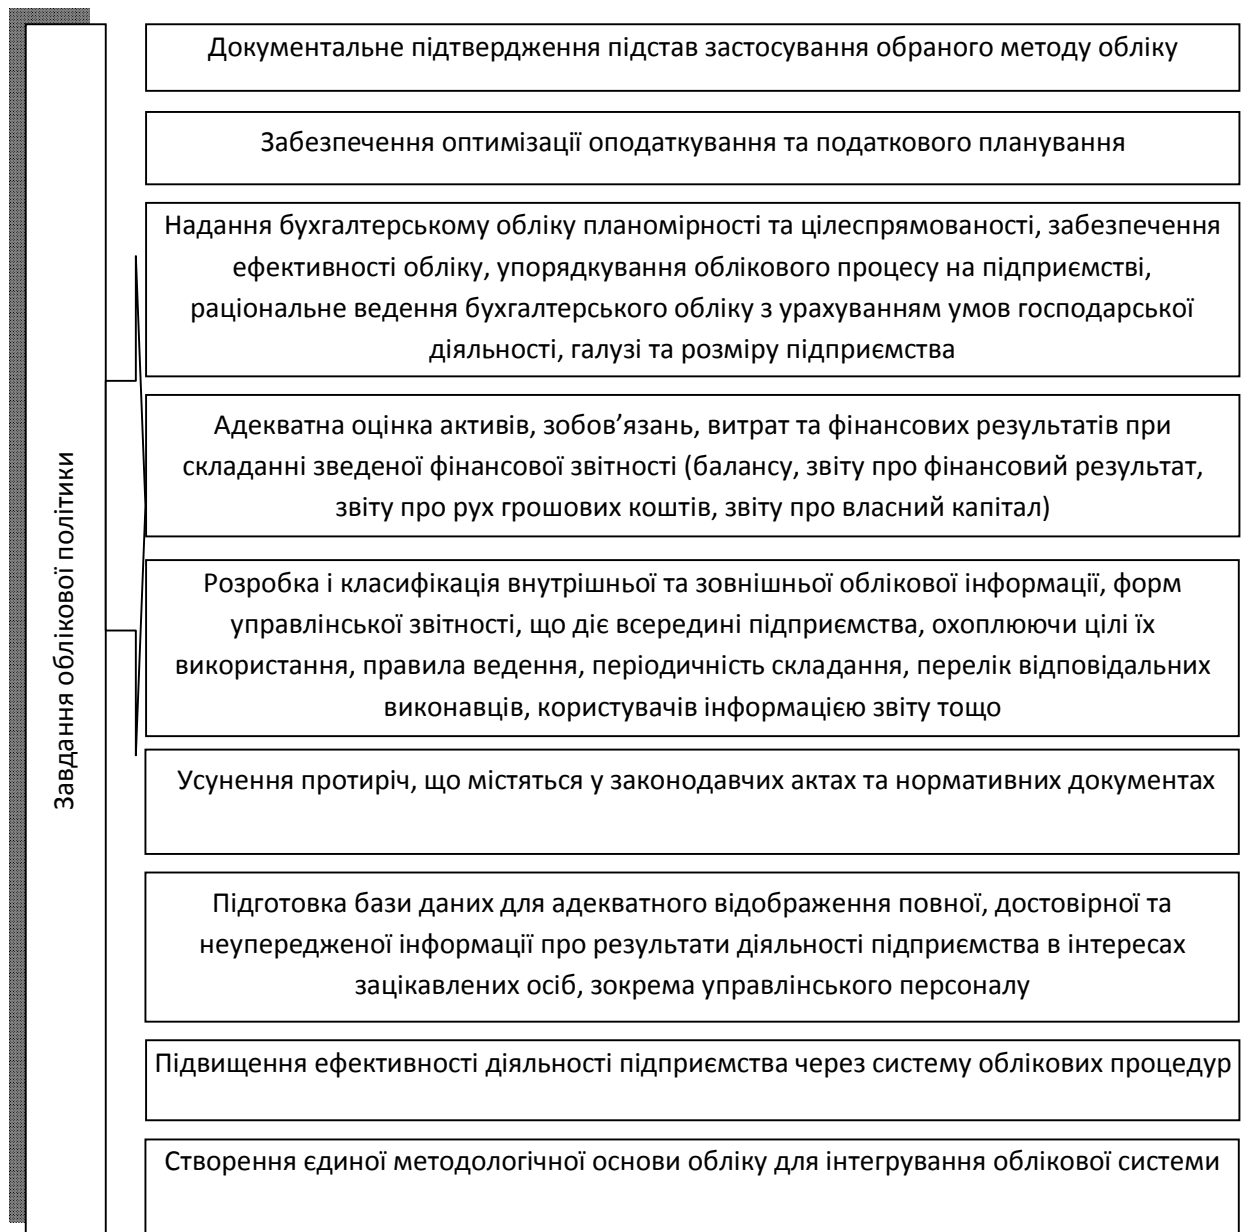 Завдання облікової політики
Документальне підтвердження підстав застосування обраного методу обліку
Забезпечення оптимізації оподаткування та податкового планування
Надання бухгалтерському обліку планомірності та цілеспрямованості, забезпечення
ефективності обліку, упорядкування облікового процесу на підприємстві,
раціональне ведення бухгалтерського обліку з урахуванням умов господарської
діяльності, галузі та розміру підприємства
Адекватна оцінка активів, зобов’язань, витрат та фінансових результатів при
складанні зведеної фінансової звітності (балансу, звіту про фінансовий результат,
звіту про рух грошових коштів, звіту про власний капітал)
Розробка і класифікація внутрішньої та зовнішньої облікової інформації, форм
управлінської звітності, що діє всередині підприємства, охоплюючи цілі їх
використання, правила ведення, періодичність складання, перелік відповідальних
виконавців, користувачів інформацією звіту тощо
Усунення протиріч, що містяться у законодавчих актах та нормативних документах
Підготовка бази даних для адекватного відображення повної, достовірної та
неупередженої інформації про результати діяльності підприємства в інтересах
зацікавлених осіб, зокрема управлінського персоналу
Підвищення ефективності діяльності підприємства через систему облікових процедур
Створення єдиної методологічної основи обліку для інтегрування облікової системи